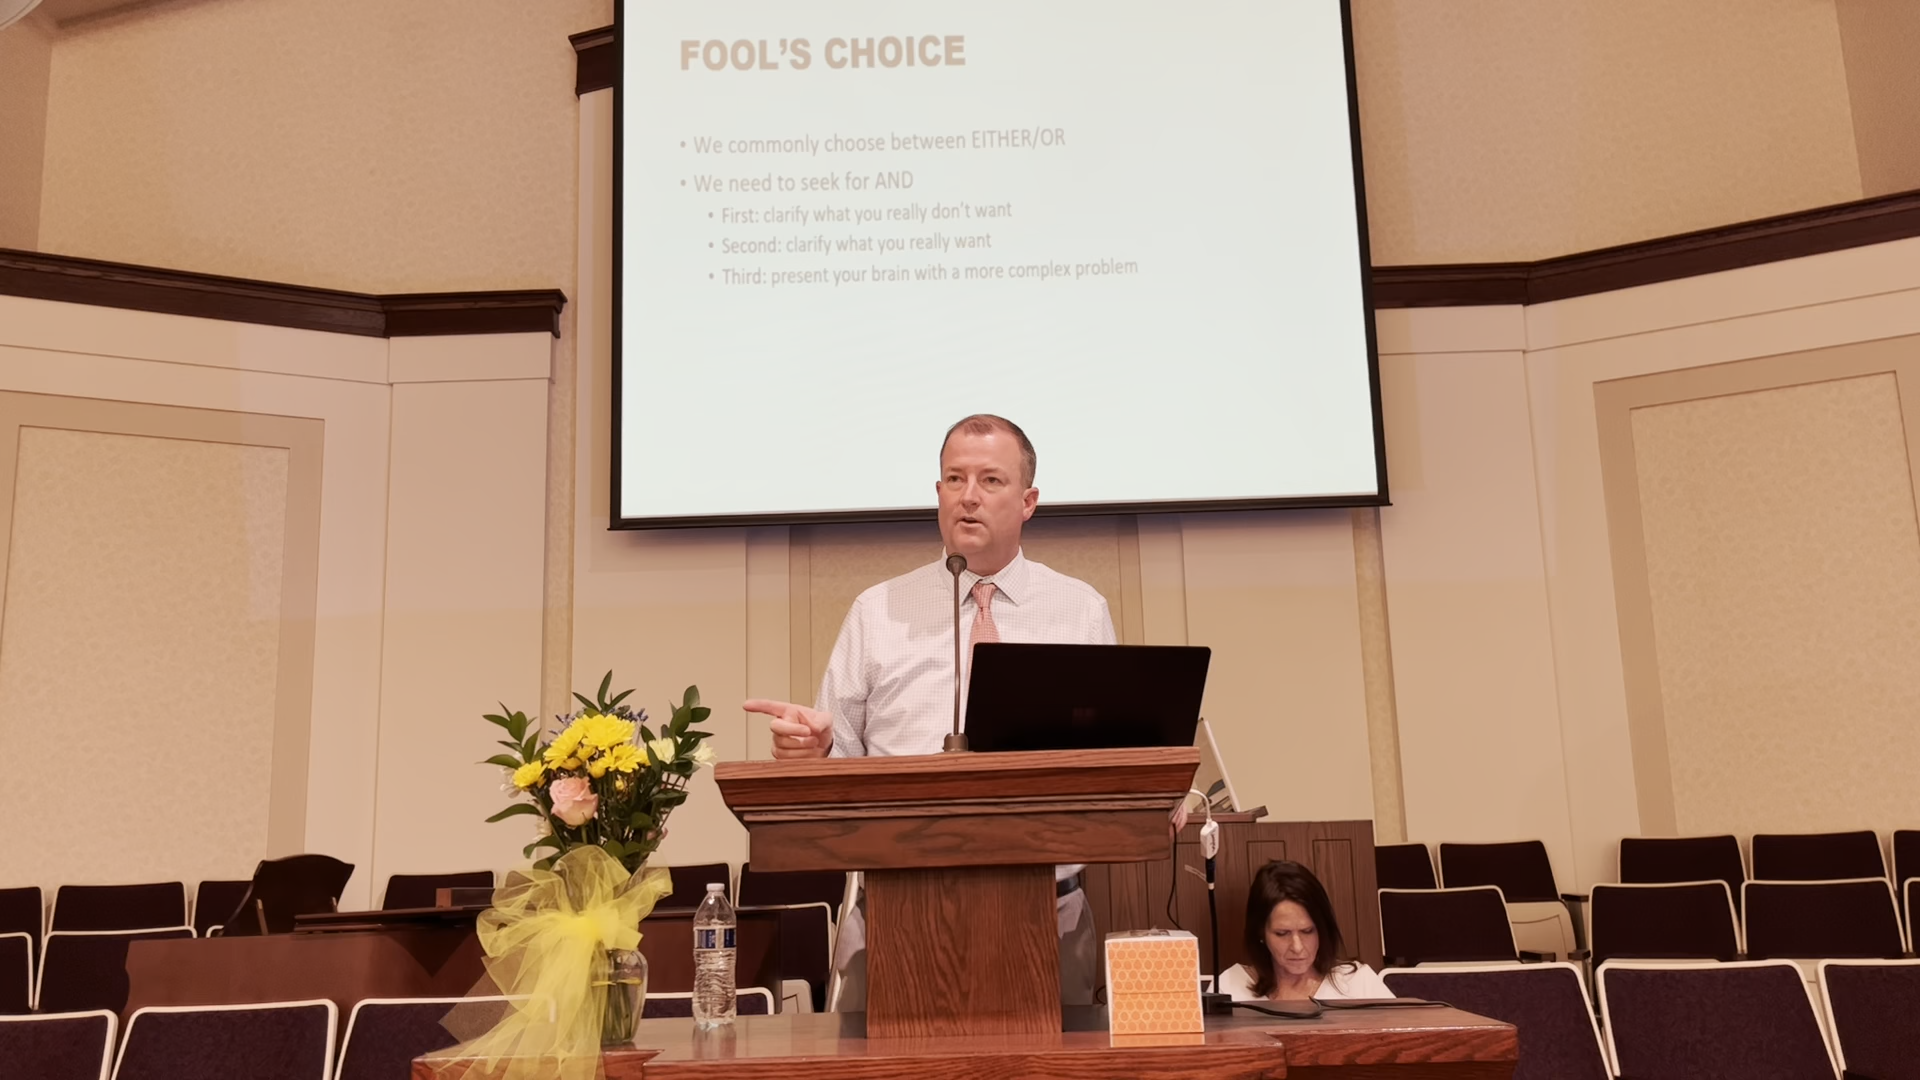 FOOL'S CHOICE
• We commonly choose between EITHER/OR
• We need to seek for AND
• First: clarify what you really don't want
• Second: clarify what you really want
• Third: present your brain with a more complex problem